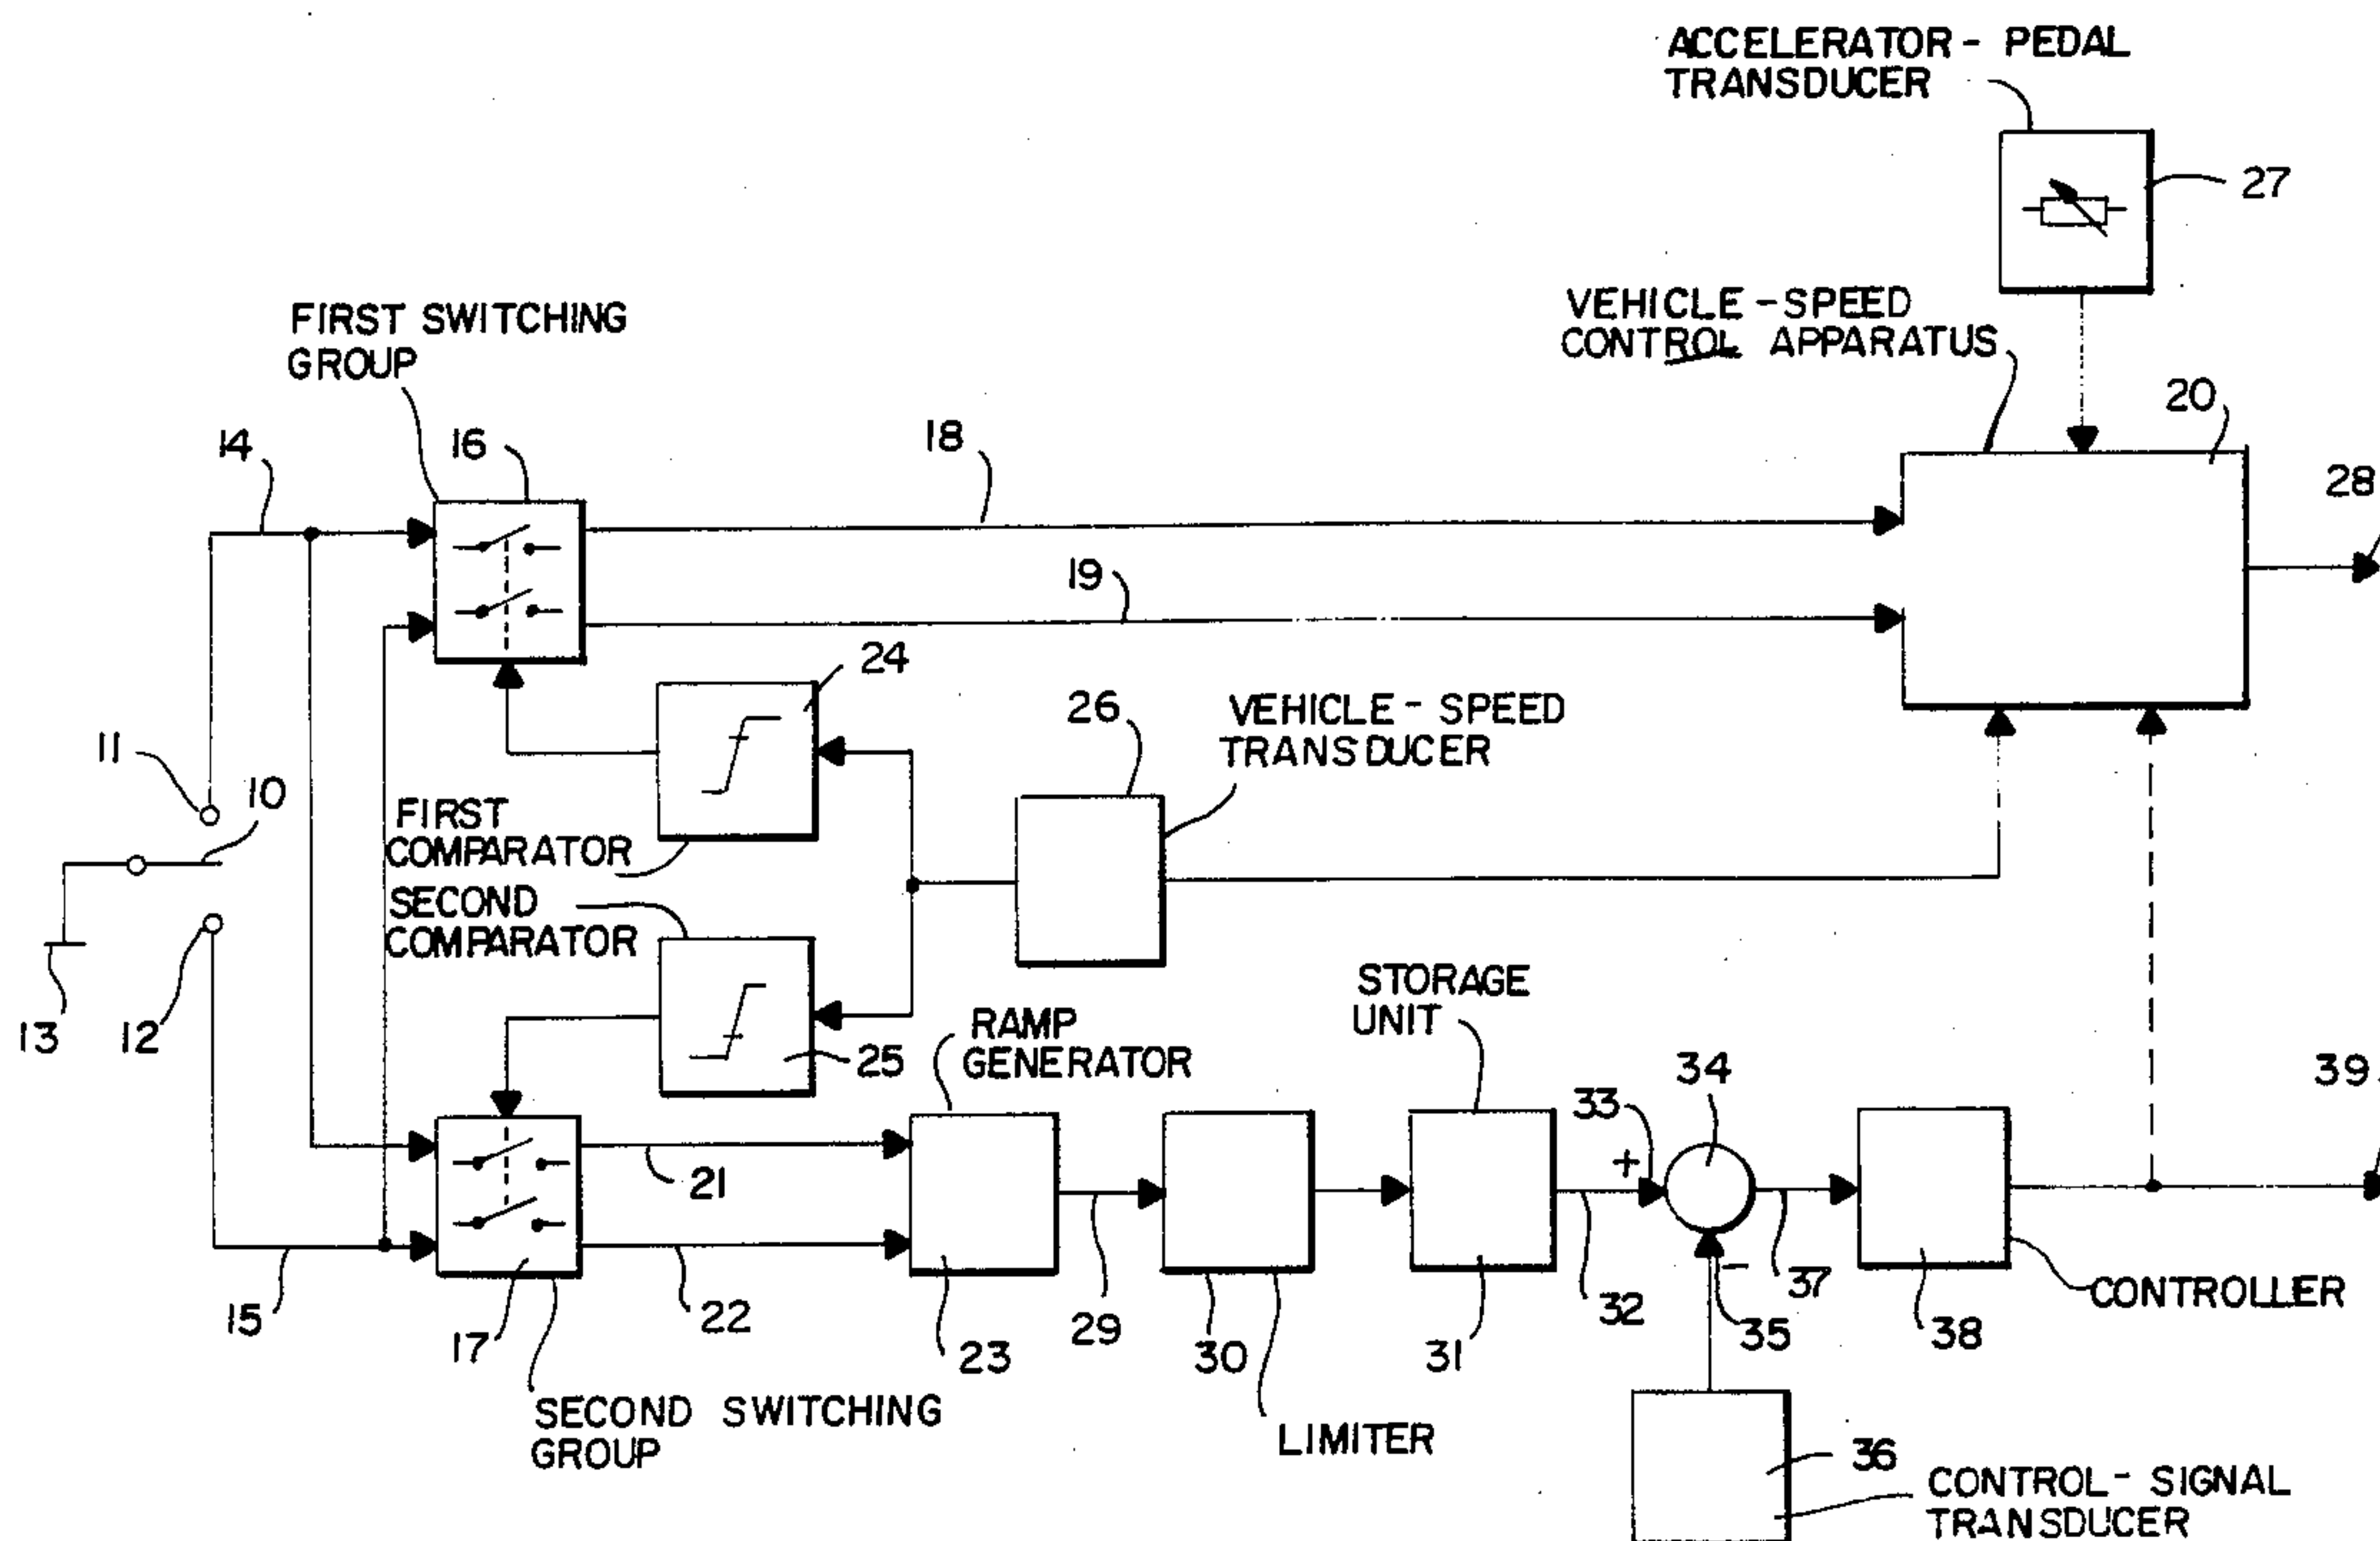 ACCELERATOR - PEDAL
TRANSDUCER
27
VEHICLE - SPEED
CONTROL APPARATUS
20
28
FIRST SWITCHING
GROUP
14
16
18
19
24
26
VEHICLE - SPEED
TRANSDUCER
11
10
FIRST
COMPARATOR
SECOND
COMPARATOR
13
12
25
RAMP
GENERATOR
STORAGE
UNIT
33
34
39
+
21
15
17
22
23
29
30
31
32
-
35
37
38
CONTROLLER
SECOND SWITCHING
GROUP
LIMITER
36
CONTROL - SIGNAL
TRANSDUCER